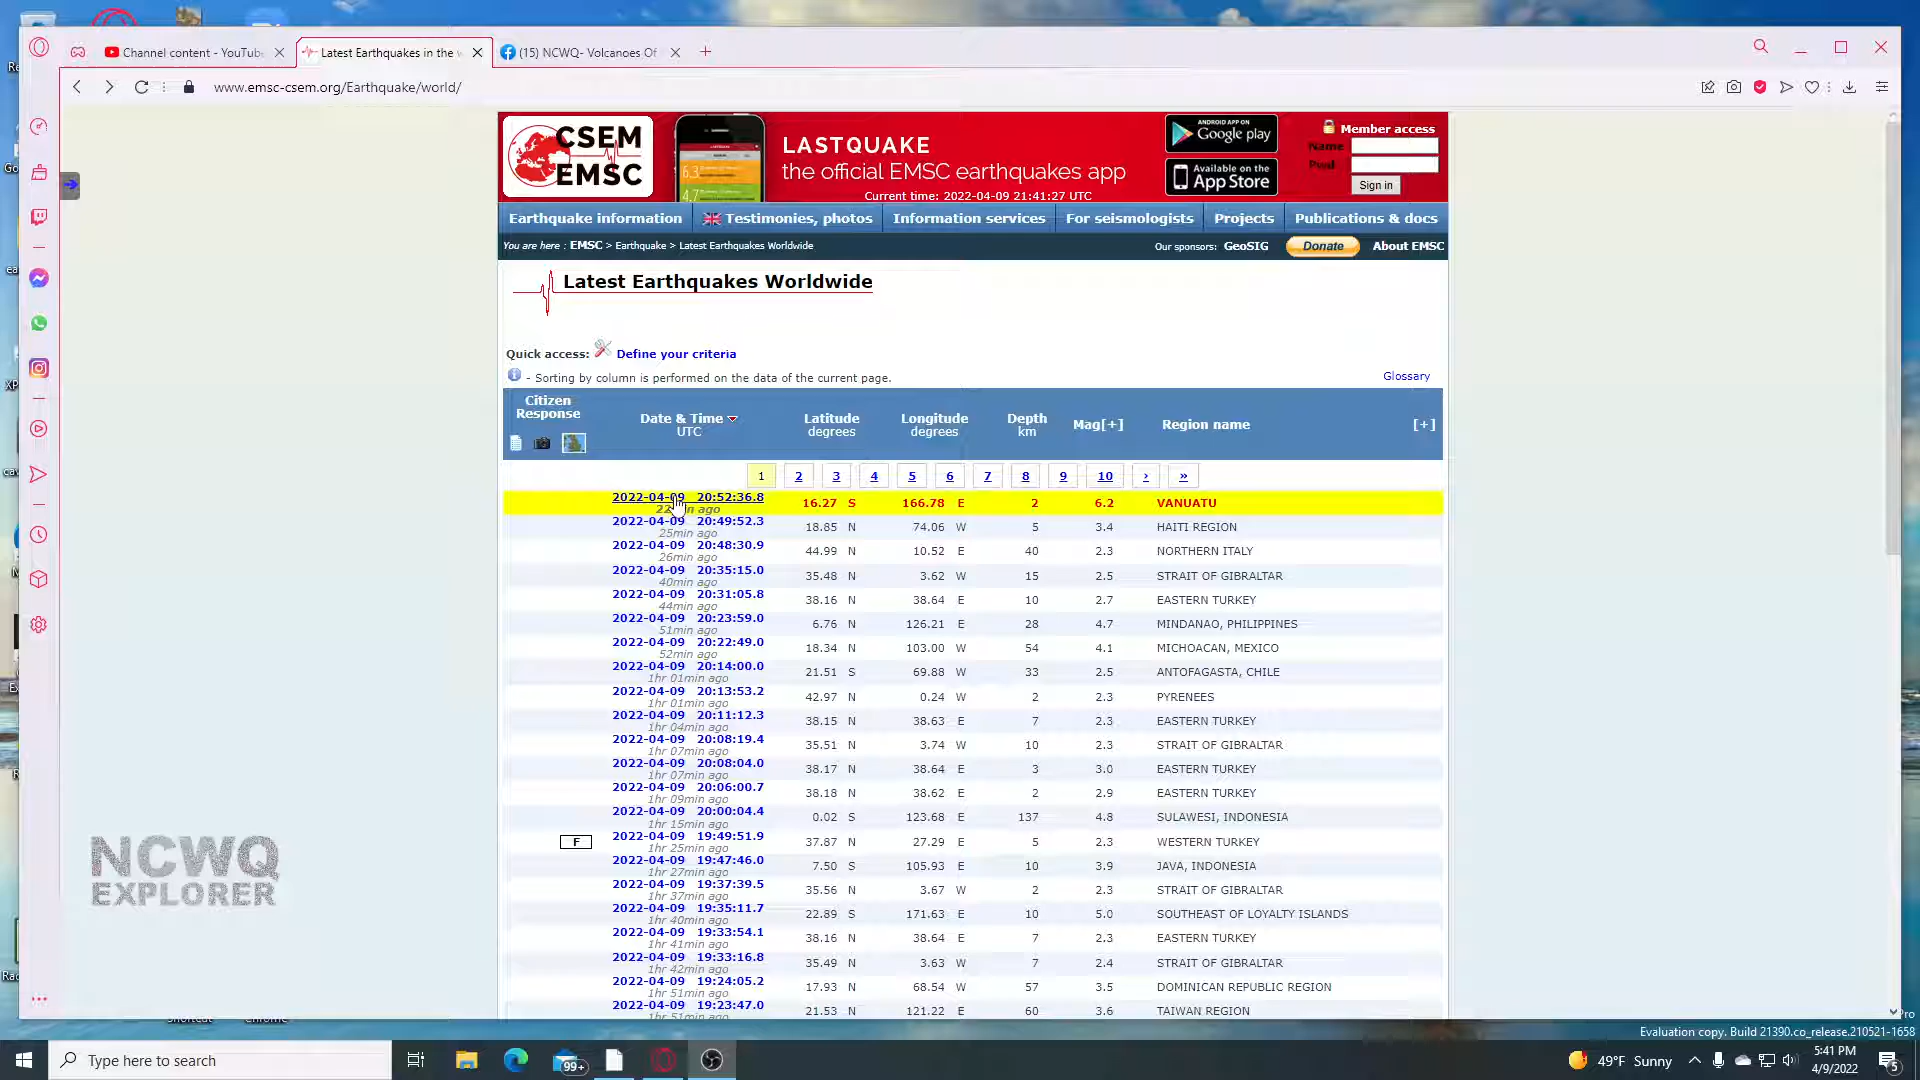 Channel content - YouTub
Latest Earthquakes in the w
(15) NCWQ- Volcanoes Of
www.emsc-csem.org/Earthquake/world/
CSEM
EMSC
LASTQUAKE
the official EMSC earthquakes app
Current time: 2022-04-09 21:41:27 UTC
ANDROID APP ON
Google play
Available on the
App Store
Member access
Name
Pwd
Sign in
Earthquake information
Testimonies, photos
Information services
For seismologists
Projects
Publications & docs
You are here : EMSC > Earthquake > Latest Earthquakes Worldwide
Our sponsors: GeoSIG
Donate
About EMSC
Latest Earthquakes Worldwide
Quick access: Define your criteria
- Sorting by column is performed on the data of the current page.
Glossary
Citizen Response
Date & Time UTC
Latitude degrees
Longitude degrees
Depth km
Mag[+]
Region name
[+]
1 2 3 4 5 6 7 8 9 10 › »
2022-04-09 20:52:36.8 16.27 S 166.78 E 2 6.2 VANUATU
ago
2022-04-09 20:49:52.3 18.85 N 74.06 W 5 3.4 HAITI REGION
25min ago
2022-04-09 20:48:30.9 44.99 N 10.52 E 40 2.3 NORTHERN ITALY
26min ago
2022-04-09 20:35:15.0 35.48 N 3.62 W 15 2.5 STRAIT OF GIBRALTAR
40min ago
2022-04-09 20:31:05.8 38.16 N 38.64 E 10 2.7 EASTERN TURKEY
44min ago
2022-04-09 20:23:59.0 6.76 N 126.21 E 28 4.7 MINDANAO, PHILIPPINES
51min ago
2022-04-09 20:22:49.0 18.34 N 103.00 W 54 4.1 MICHOACAN, MEXICO
52min ago
2022-04-09 20:14:00.0 21.51 S 69.88 W 33 2.5 ANTOFAGASTA, CHILE
1hr 01min ago
2022-04-09 20:13:53.2 42.97 N 0.24 W 2 2.3 PYRENEES
1hr 01min ago
2022-04-09 20:11:12.3 38.15 N 38.63 E 7 2.3 EASTERN TURKEY
1hr 04min ago
2022-04-09 20:08:19.4 35.51 N 3.74 W 10 2.3 STRAIT OF GIBRALTAR
1hr 07min ago
2022-04-09 20:08:04.0 38.17 N 38.64 E 3 3.0 EASTERN TURKEY
1hr 07min ago
2022-04-09 20:06:00.7 38.18 N 38.62 E 2 2.9 EASTERN TURKEY
1hr 09min ago
2022-04-09 20:00:04.4 0.02 S 123.68 E 137 4.8 SULAWESI, INDONESIA
1hr 15min ago
F 2022-04-09 19:49:51.9 37.87 N 27.29 E 5 2.3 WESTERN TURKEY
1hr 25min ago
2022-04-09 19:47:46.0 7.50 S 105.93 E 10 3.9 JAVA, INDONESIA
1hr 27min ago
2022-04-09 19:37:39.5 35.56 N 3.67 W 2 2.3 STRAIT OF GIBRALTAR
1hr 37min ago
2022-04-09 19:35:11.7 22.89 S 171.63 E 10 5.0 SOUTHEAST OF LOYALTY ISLANDS
1hr 40min ago
2022-04-09 19:33:54.1 38.16 N 38.64 E 7 2.3 EASTERN TURKEY
1hr 41min ago
2022-04-09 19:33:16.8 35.49 N 3.63 W 7 2.4 STRAIT OF GIBRALTAR
1hr 42min ago
2022-04-09 19:24:05.2 17.93 N 68.54 W 57 3.5 DOMINICAN REPUBLIC REGION
1hr 51min ago
2022-04-09 19:23:47.0 21.53 N 121.22 E 60 3.6 TAIWAN REGION
1hr 51min ago
NCWQ
EXPLORER
Shortcut
Chrome
Evaluation copy. Build 21390.co_release.210521-1658
Type here to search
99+
49°F Sunny
5:41 PM
4/9/2022
5